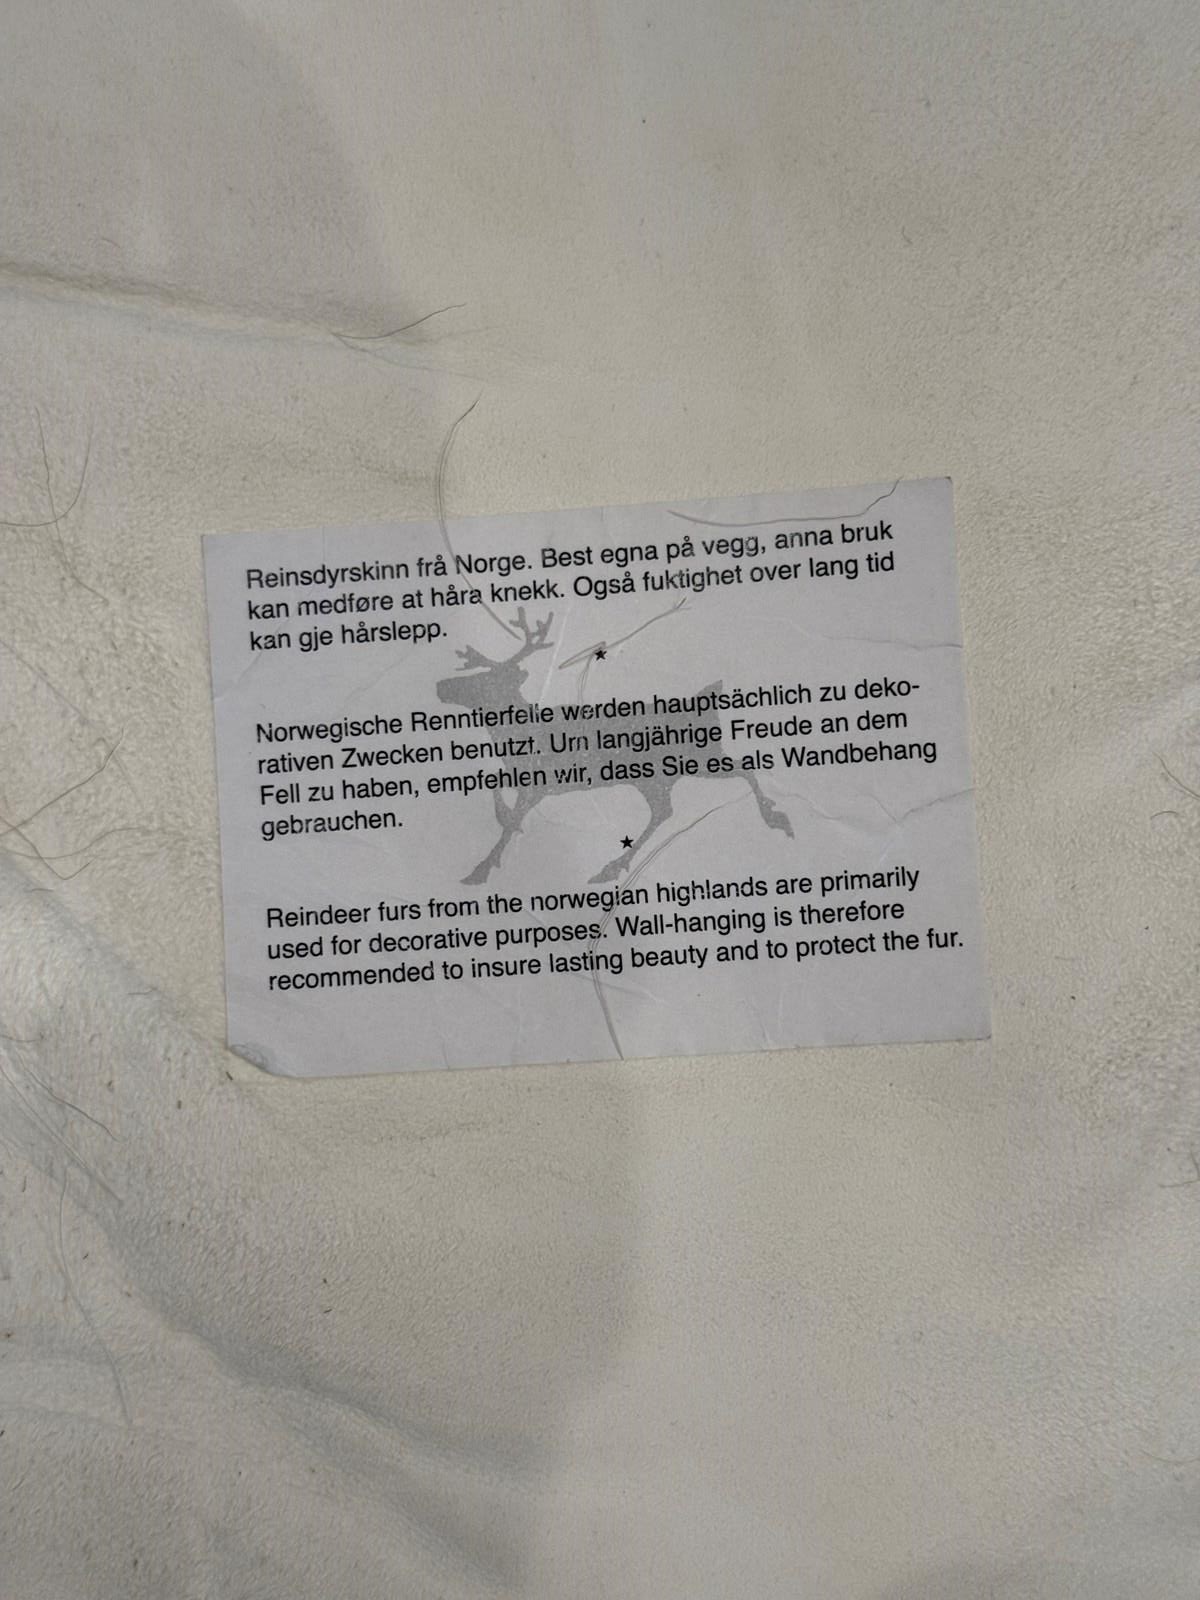 Reinsdyrskinn frå Norge. Best egna på vegg, anna bruk
kan medføre at håra knekk. Også fuktighet over lang tid
kan gje hårslepp.
★
Norwegische Renntierfelle werden hauptsächlich zu deko-
rativen Zwecken benutzt. Um langjährige Freude an dem
Fell zu haben, empfehlen wir, dass Sie es als Wandbehang
gebrauchen.
★
Reindeer furs from the norwegian highlands are primarily
used for decorative purposes. Wall-hanging is therefore
recommended to insure lasting beauty and to protect the fur.